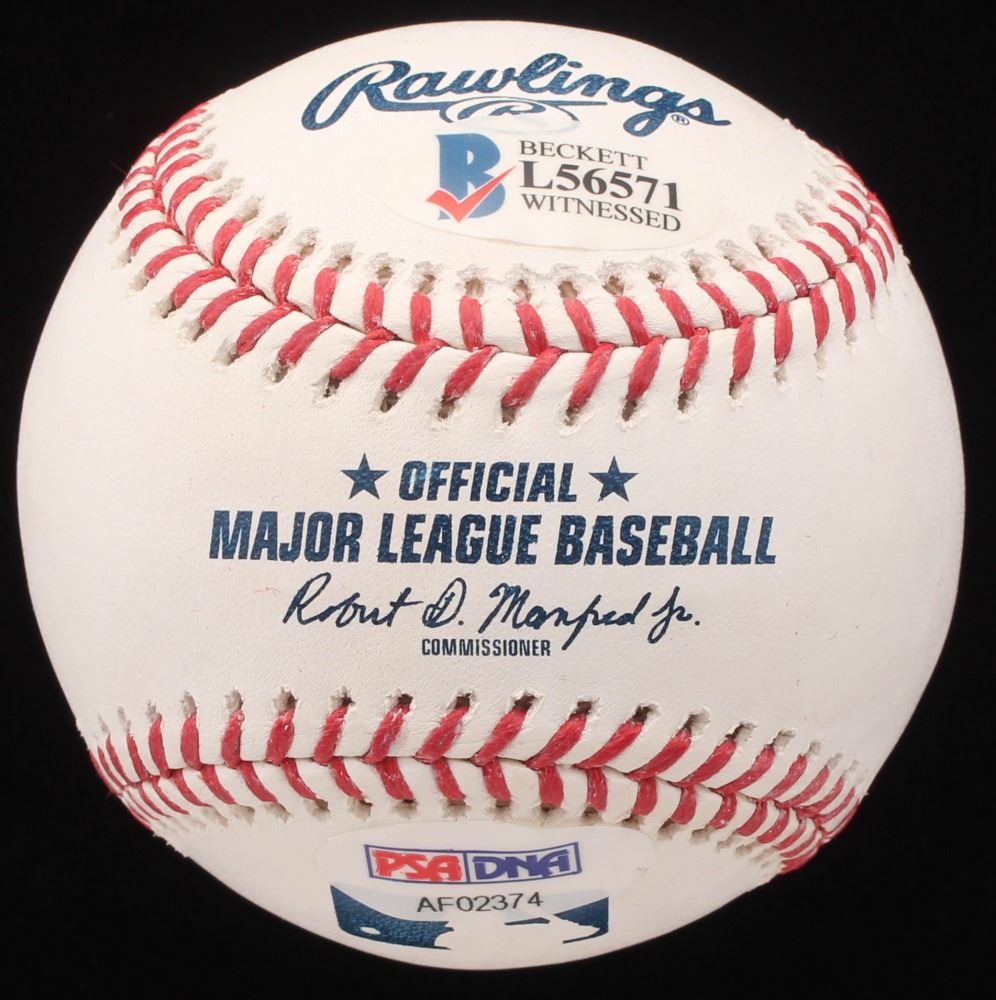 Rawlings®
R
B BECKETT
L56571
WITNESSED
★ OFFICIAL ★
MAJOR LEAGUE BASEBALL
Robert D. Manfred Jr.
COMMISSIONER
PSA DNA
AF02374